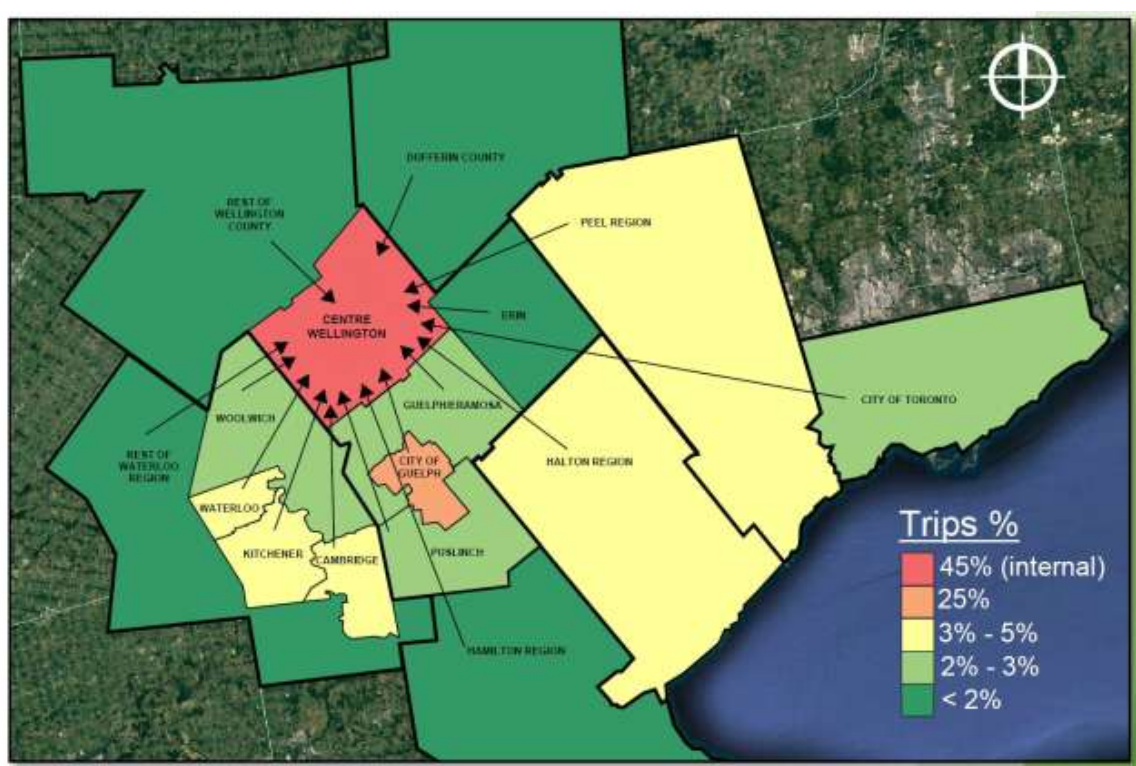 DUFFERIN COUNTY
REST OF
WELLINGTON
COUNTY
PEEL REGION
CENTRE
WELLINGTON
ERIN
WOOLWICH
GUELPH/ERAMOSA
CITY OF TORONTO
REST OF
WATERLOO
REGION
CITY OF
GUELPH
HALTON REGION
WATERLOO
KITCHENER
CAMBRIDGE
PUSLINCH
HAMILTON REGION
Trips %
45% (internal)
25%
3% - 5%
2% - 3%
< 2%